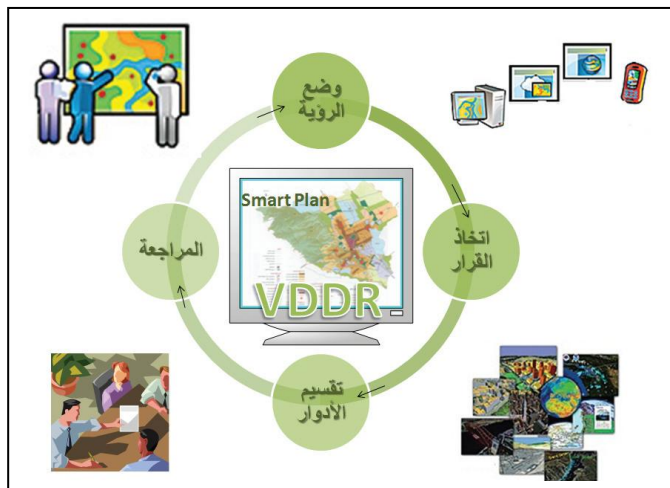 وضع
الرؤية
Smart Plan
VDDR
اتخاذ
القرار
تقسيم
الأدوار
المراجعة